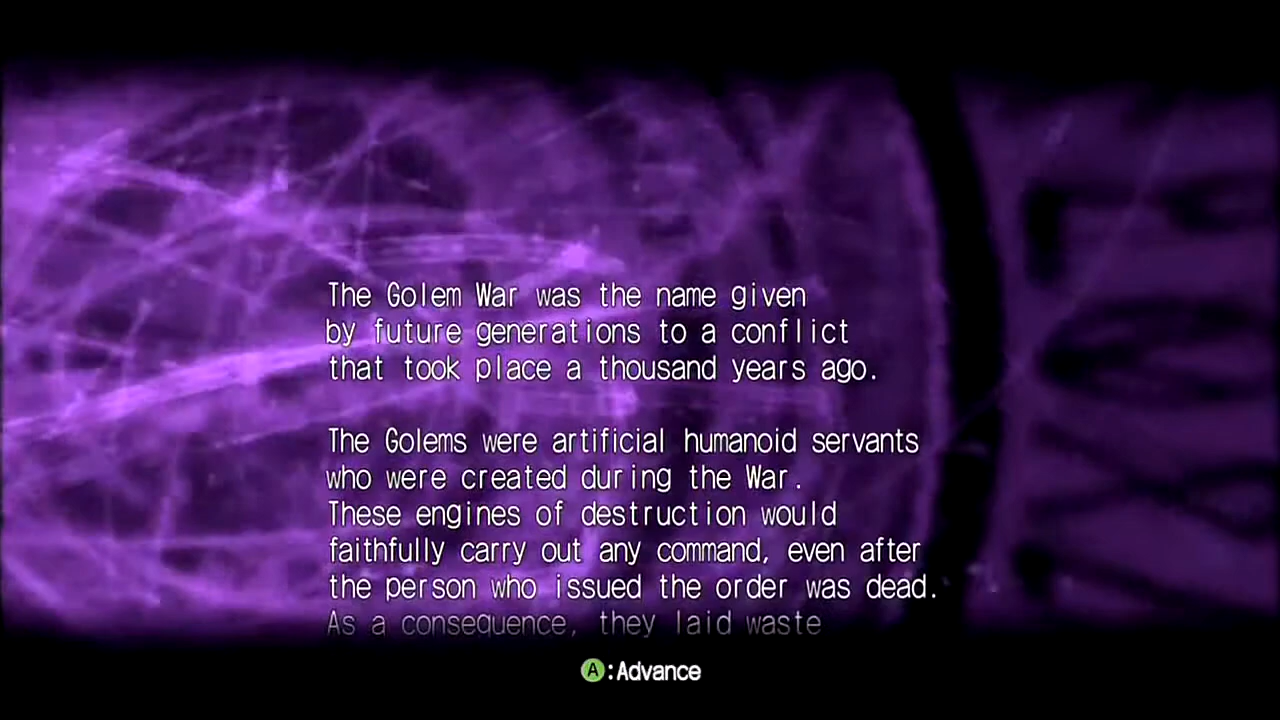 The Golem War was the name given
by future generations to a conflict
that took place a thousand years ago.
The Golems were artificial humanoid servants
who were created during the War.
These engines of destruction would
faithfully carry out any command, even after
the person who issued the order was dead.
As a consequence, they laid waste
A:Advance